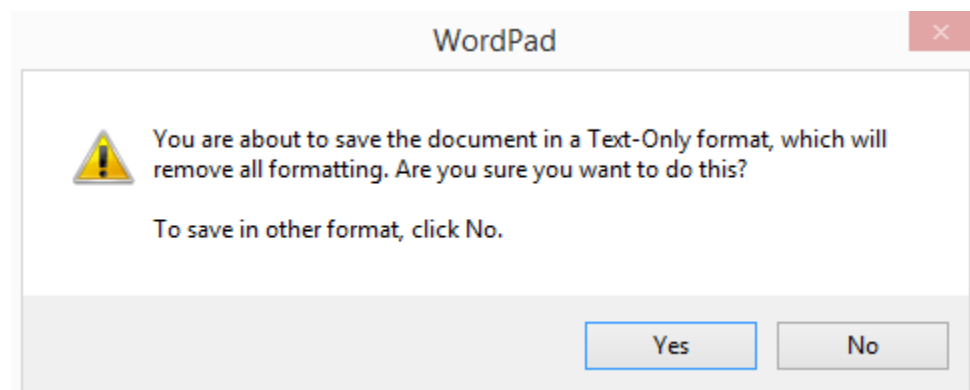 WordPad
You are about to save the document in a Text-Only format, which will
remove all formatting. Are you sure you want to do this?
To save in other format, click No.
Yes
No